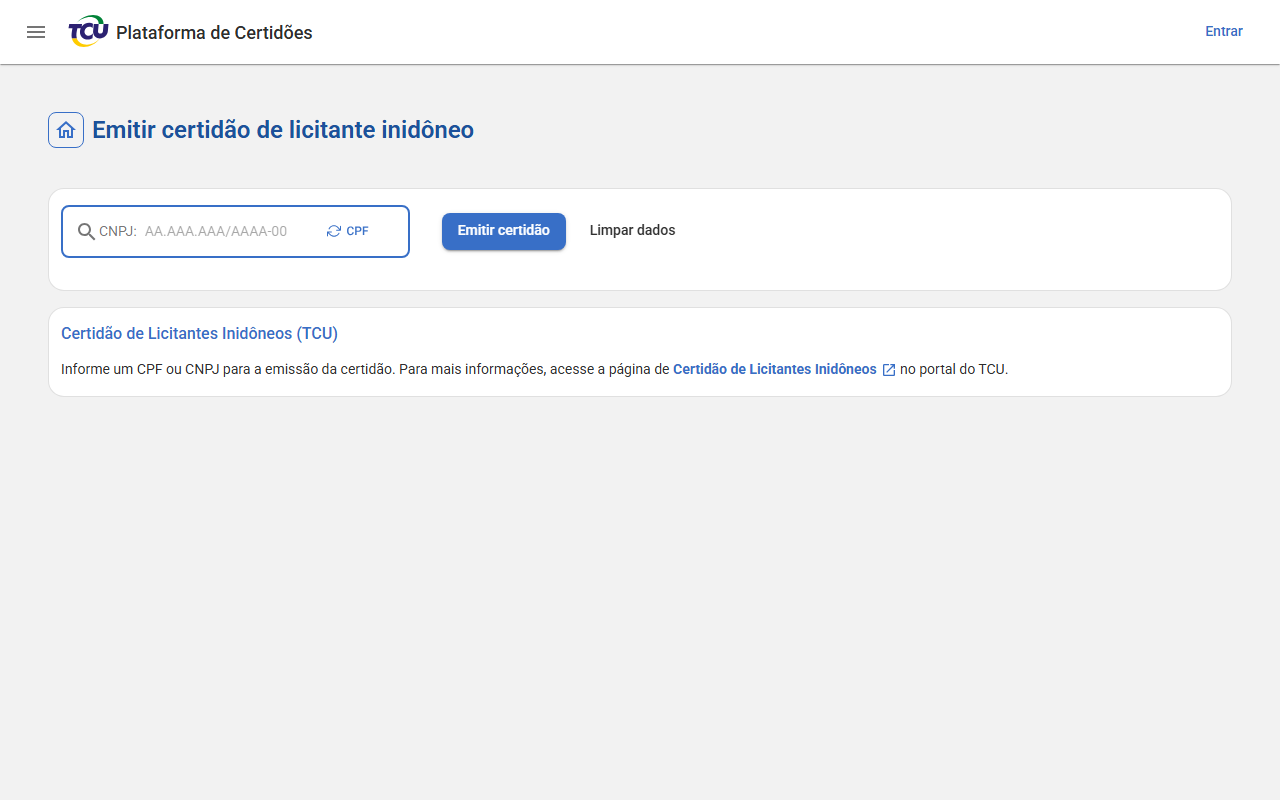 TCU Plataforma de Certidões
Entrar
Emitir certidão de licitante inidôneo
CNPJ: AA.AAA.AAA/AAAA-00 CPF
Emitir certidão
Limpar dados
Certidão de Licitantes Inidôneos (TCU)
Informe um CPF ou CNPJ para a emissão da certidão. Para mais informações, acesse a página de Certidão de Licitantes Inidôneos no portal do TCU.